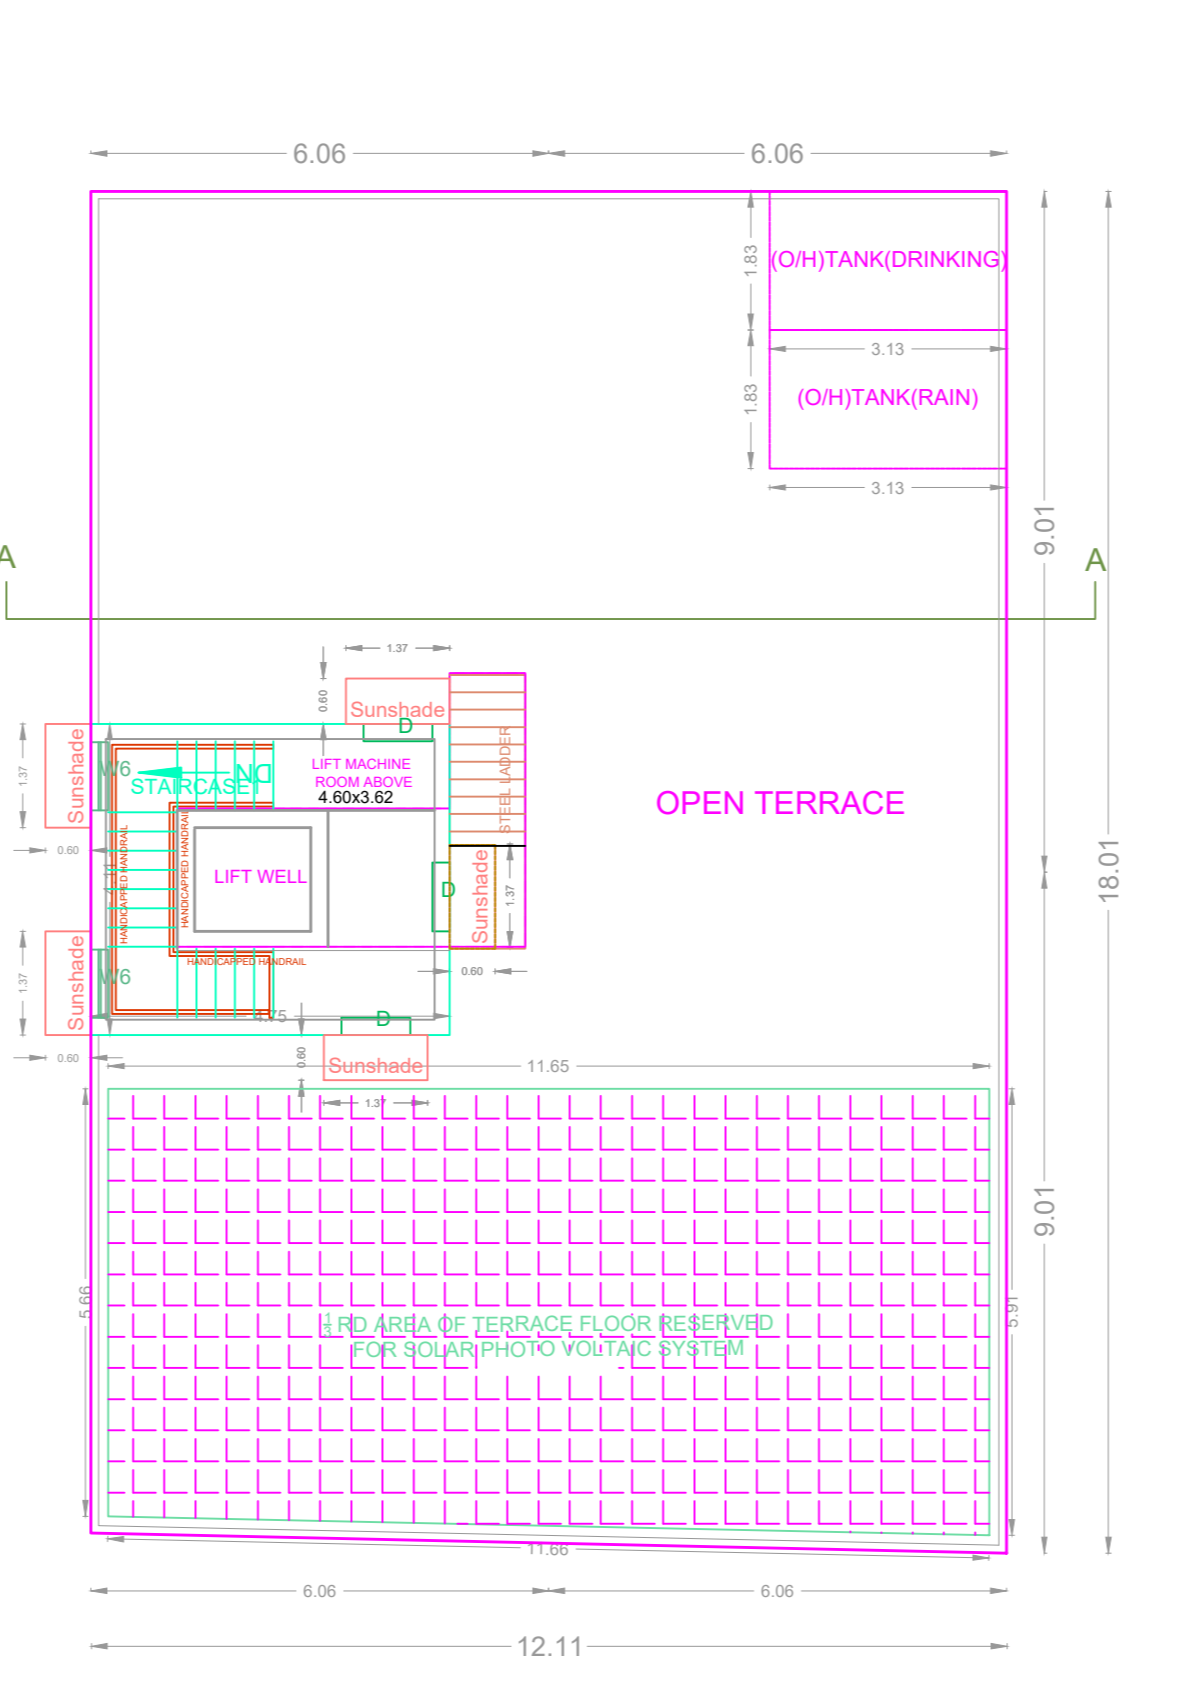 6.06
6.06
(O/H)TANK(DRINKING)
1.83
3.13
(O/H)TANK(RAIN)
1.83
3.13
9.01
18.01
A
A
1.37
0.60
Sunshade
D
STEEL LADDER
Sunshade
1.37
0.60
W6
DN
STAIRCASE
LIFT MACHINE
ROOM ABOVE
4.60x3.62
OPEN TERRACE
HANDICAPPED HANDRAIL
HANDICAPPED HANDRAIL
LIFT WELL
D
Sunshade
1.37
0.60
HANDICAPPED HANDRAIL
Sunshade
1.37
0.60
W6
4.75
D
0.60
Sunshade
1.37
11.65
5.66
5.91
9.01
1/3 RD AREA OF TERRACE FLOOR RESERVED
FOR SOLAR PHOTO VOLTAIC SYSTEM
11.66
6.06
6.06
12.11